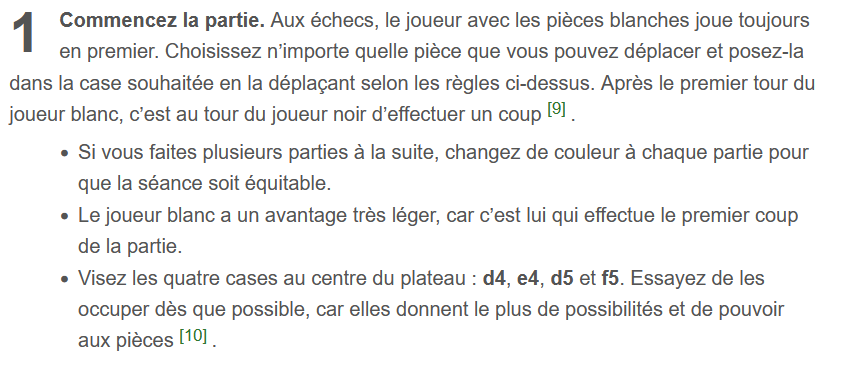 1 Commencez la partie. Aux échecs, le joueur avec les pièces blanches joue toujours
en premier. Choisissez n’importe quelle pièce que vous pouvez déplacer et posez-la
dans la case souhaitée en la déplaçant selon les règles ci-dessus. Après le premier tour du
joueur blanc, c’est au tour du joueur noir d’effectuer un coup [9] .
• Si vous faites plusieurs parties à la suite, changez de couleur à chaque partie pour
que la séance soit équitable.
• Le joueur blanc a un avantage très léger, car c’est lui qui effectue le premier coup
de la partie.
• Visez les quatre cases au centre du plateau : d4, e4, d5 et f5. Essayez de les
occuper dès que possible, car elles donnent le plus de possibilités et de pouvoir
aux pièces [10] .